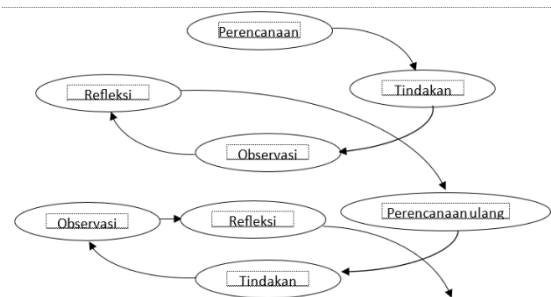 Perencanaan
Tindakan
Refleksi
Observasi
Perencanaan ulang
Observasi
Refleksi
Tindakan